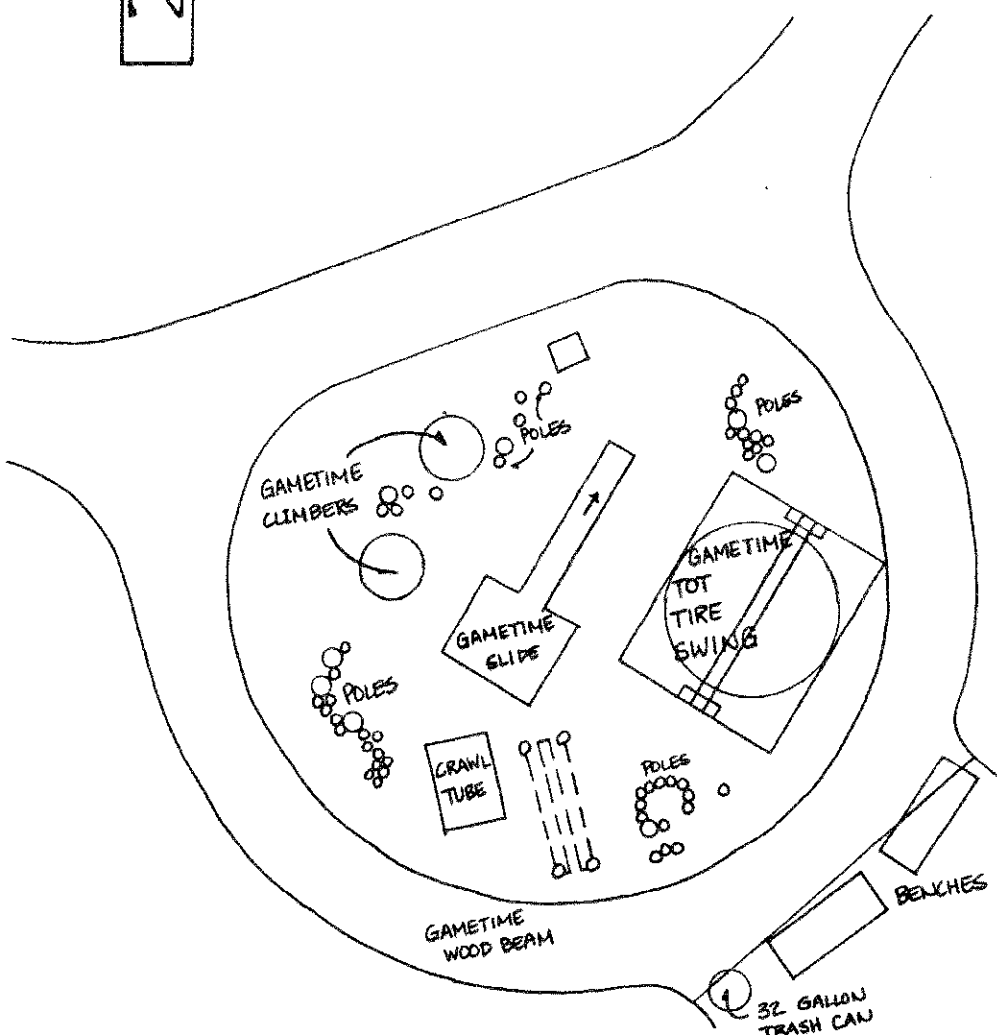 POLES
POLES
GAMETIME
CLIMBERS
GAMETIME
TOT
TIRE
SWING
GAMETIME
SLIDE
POLES
CRAWL
TUBE
POLES
BENCHES
GAMETIME
WOOD BEAM
32 GALLON
TRASH CAN